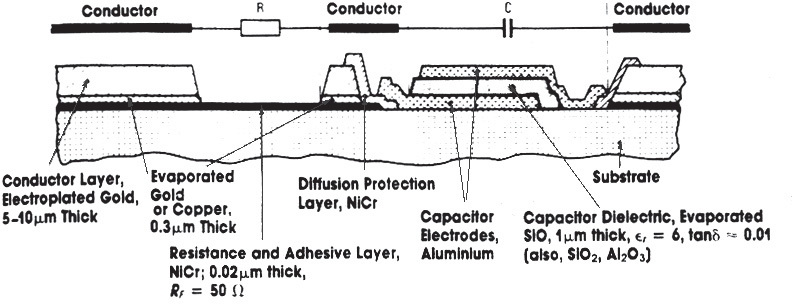 Conductor R Conductor C Conductor
Conductor Layer,
Electroplated Gold,
5-10μm Thick
Evaporated
Gold
or Copper,
0.3μm Thick
Resistance and Adhesive Layer,
NiCr; 0.02μm thick,
R_f = 50 Ω
Diffusion Protection
Layer, NiCr
Capacitor
Electrodes,
Aluminium
Substrate
Capacitor Dielectric, Evaporated
SiO, 1μm thick, ε_r = 6, tanδ ≈ 0.01
(also, SiO₂, Al₂O₃)